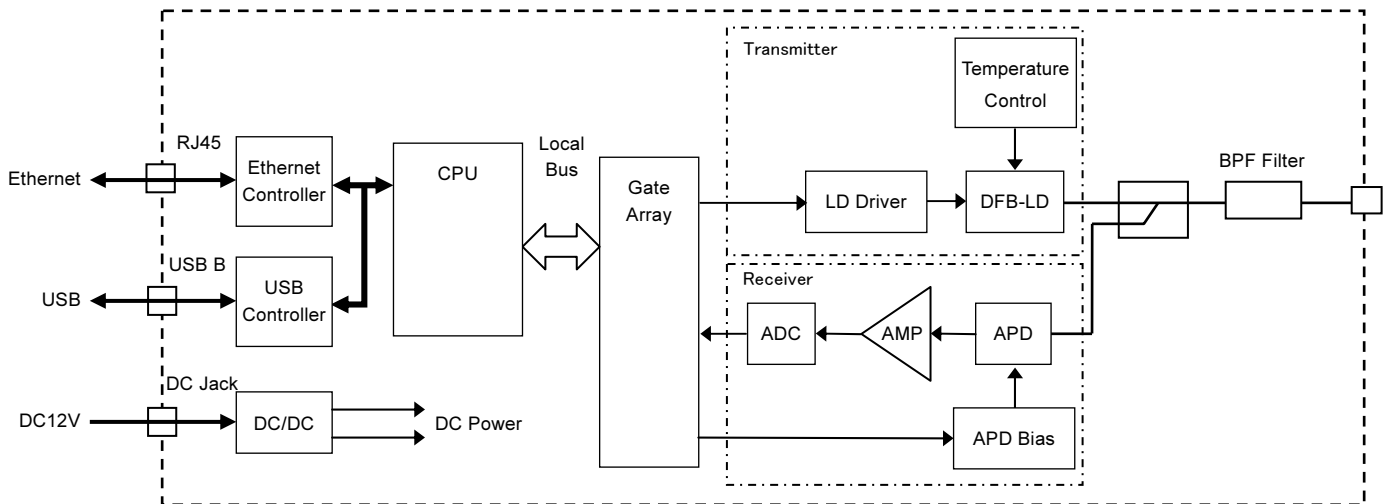 Transmitter
Temperature
Control
RJ45
Ethernet
Ethernet
Controller
CPU
Local
Bus
Gate
Array
LD Driver
DFB-LD
BPF Filter
USB B
USB
USB
Controller
Receiver
ADC
AMP
APD
DC Jack
DC12V
DC/DC
DC Power
APD Bias